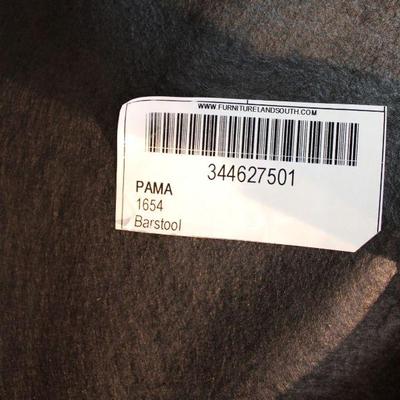 WWW.FURNITURELANDSOUTH.COM
344627501
PAMA
1654
Barstool